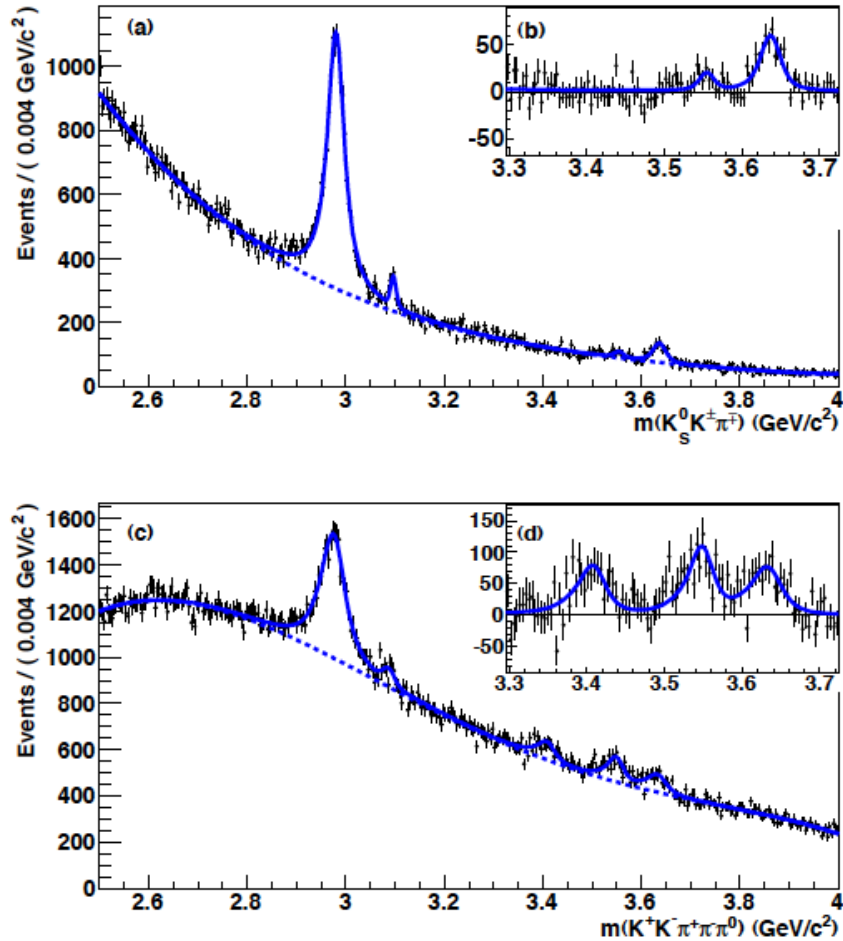 (a)
Events / ( 0.004 GeV/c²)
1000
800
600
400
200
0
2.6 2.8 3 3.2 3.4 3.6 3.8 4
m(K⁰_S K^±π^∓) (GeV/c²)
(b)
50
0
-50
3.3 3.4 3.5 3.6 3.7
(c)
Events / ( 0.004 GeV/c²)
1600
1400
1200
1000
800
600
400
200
0
2.6 2.8 3 3.2 3.4 3.6 3.8 4
m(K⁺K⁻π⁺π⁻π⁰) (GeV/c²)
(d)
150
100
50
0
-50
3.3 3.4 3.5 3.6 3.7